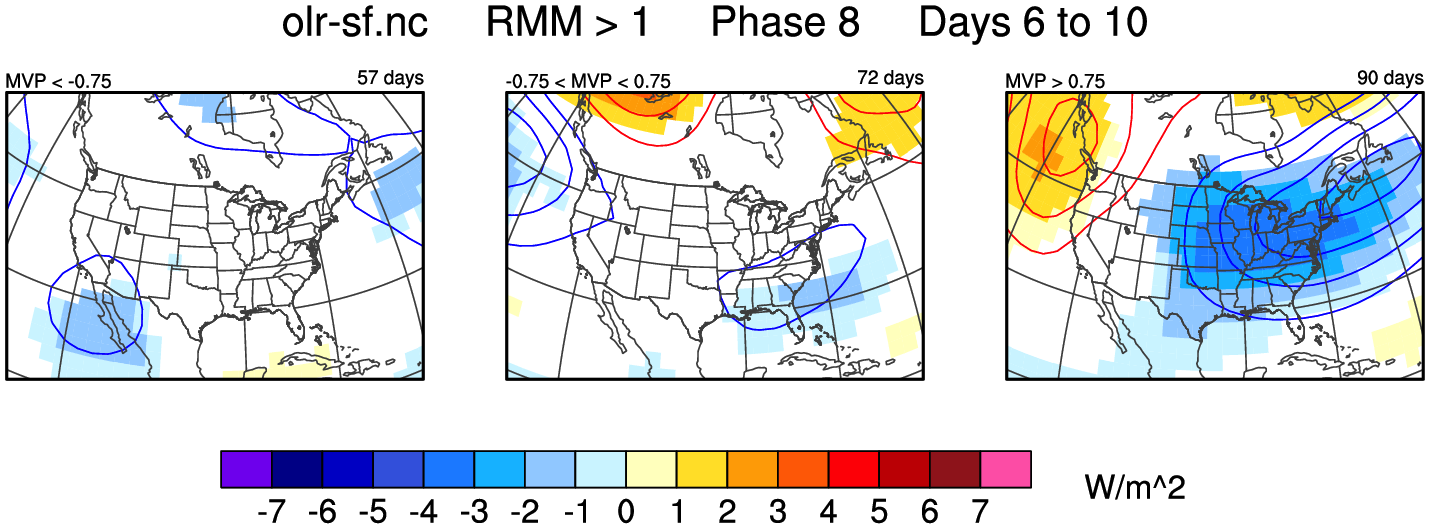 olr-sf.nc RMM > 1 Phase 8 Days 6 to 10
MVP < -0.75 57 days
-0.75 < MVP < 0.75 72 days
MVP > 0.75 90 days
-7 -6 -5 -4 -3 -2 -1 0 1 2 3 4 5 6 7
W/m^2